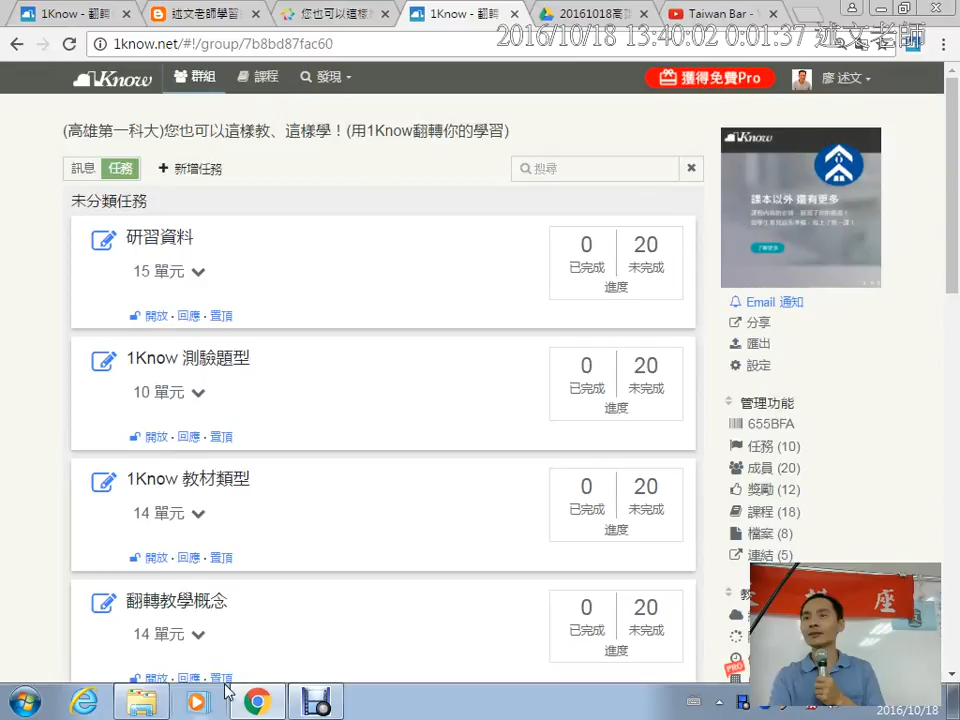 1Know - 翻轉
述文老師學習
您也可以這樣
1Know - 翻轉
20161018高
Taiwan Bar -
1know.net/#!/group/7b8bd87fac60
2016/10/18 13:40:02 0:01:37 述文老師
1Know
群組
課程
發現
獲得免費Pro
廖 述文
(高雄第一科大)您也可以這樣教、這樣學！(用1Know翻轉你的學習)
訊息
任務
新增任務
搜尋
未分類任務
研習資料
15 單元
0
已完成
20
未完成
進度
開放 · 回應 · 置頂
1Know 測驗題型
10 單元
0
已完成
20
未完成
進度
開放 · 回應 · 置頂
1Know 教材類型
14 單元
0
已完成
20
未完成
進度
開放 · 回應 · 置頂
翻轉教學概念
14 單元
0
已完成
20
未完成
進度
開放 · 回應 · 置頂
1Know
課本以外 還有更多
了解更多
Email 通知
分享
匯出
設定
管理功能
655BFA
任務 (10)
成員 (20)
獎勵 (12)
課程 (18)
檔案 (8)
連結 (5)
PRO
座
2016/10/18